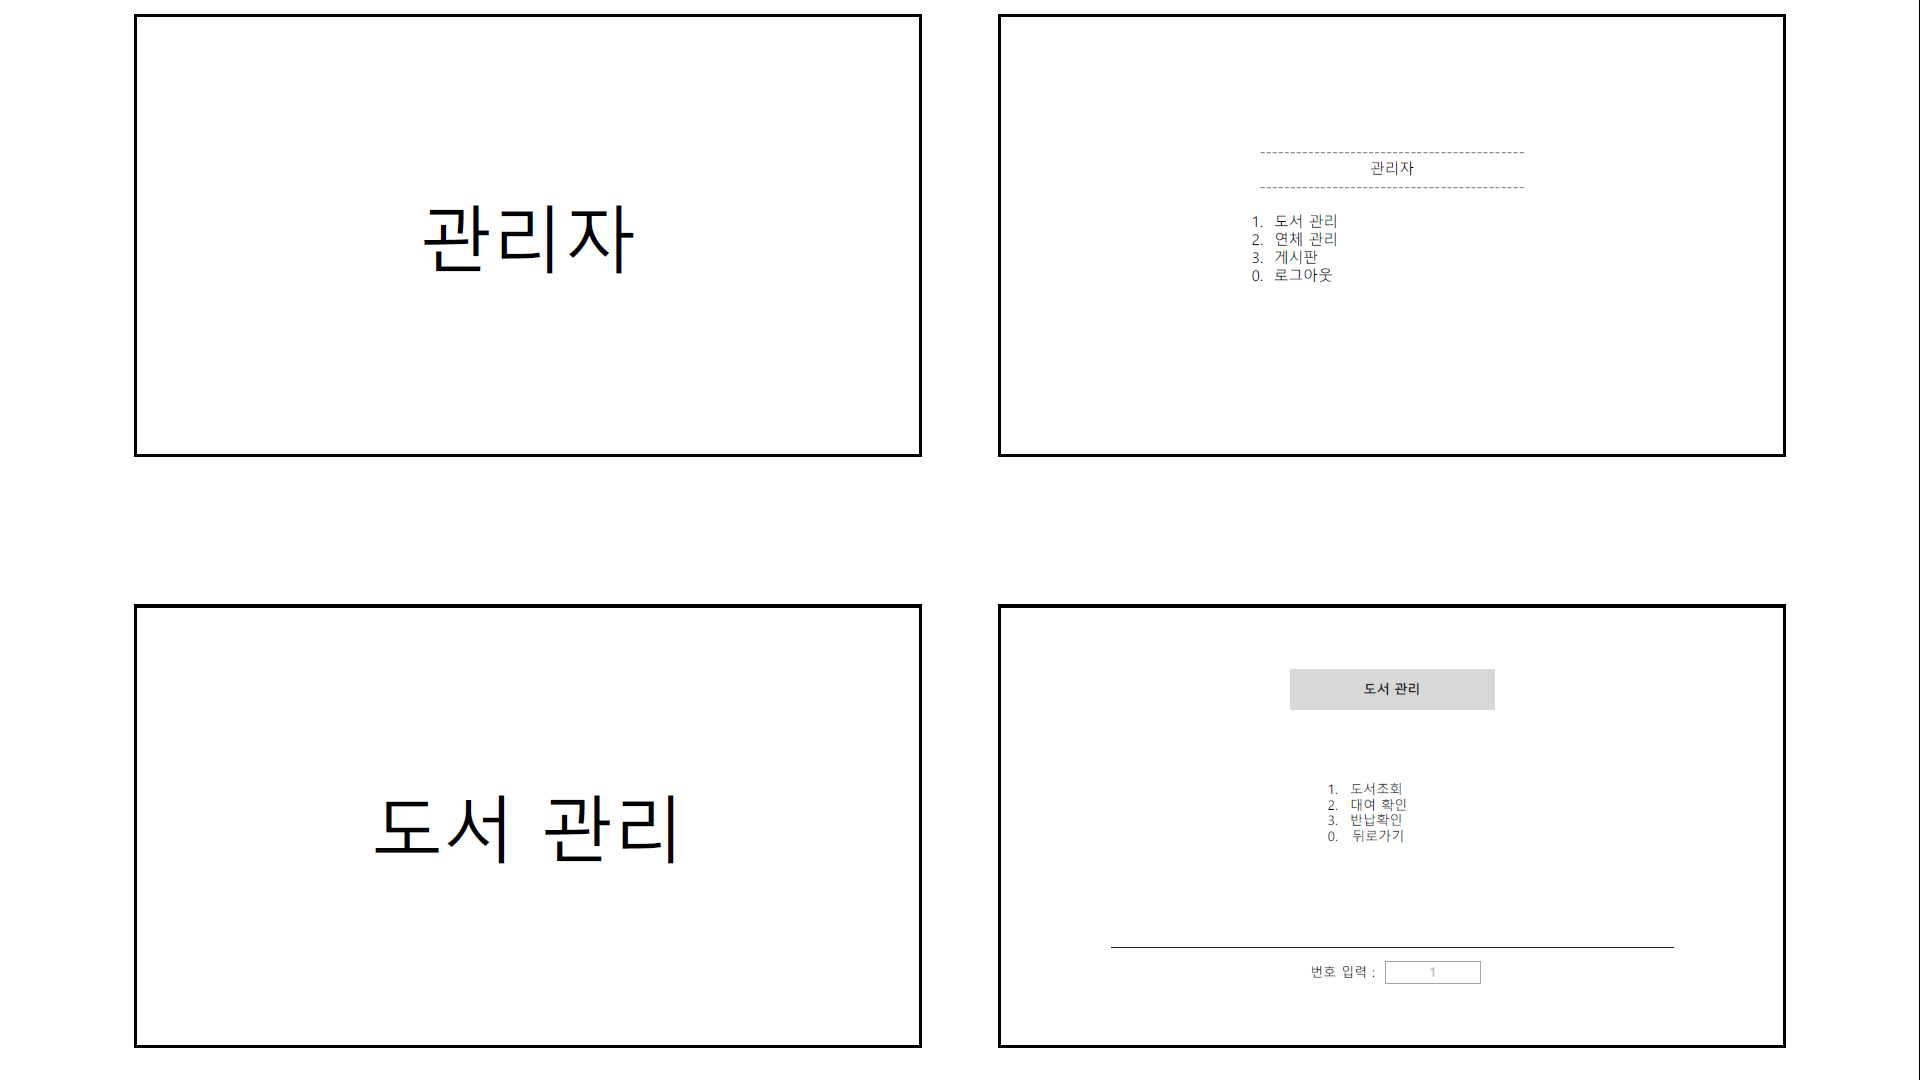 관리자
-------------------------------------------
관리자
-------------------------------------------
1. 도서 관리
2. 연체 관리
3. 게시판
0. 로그아웃
도서 관리
도서 관리
1. 도서조회
2. 대여 확인
3. 반납확인
0. 뒤로가기
번호 입력 : 1